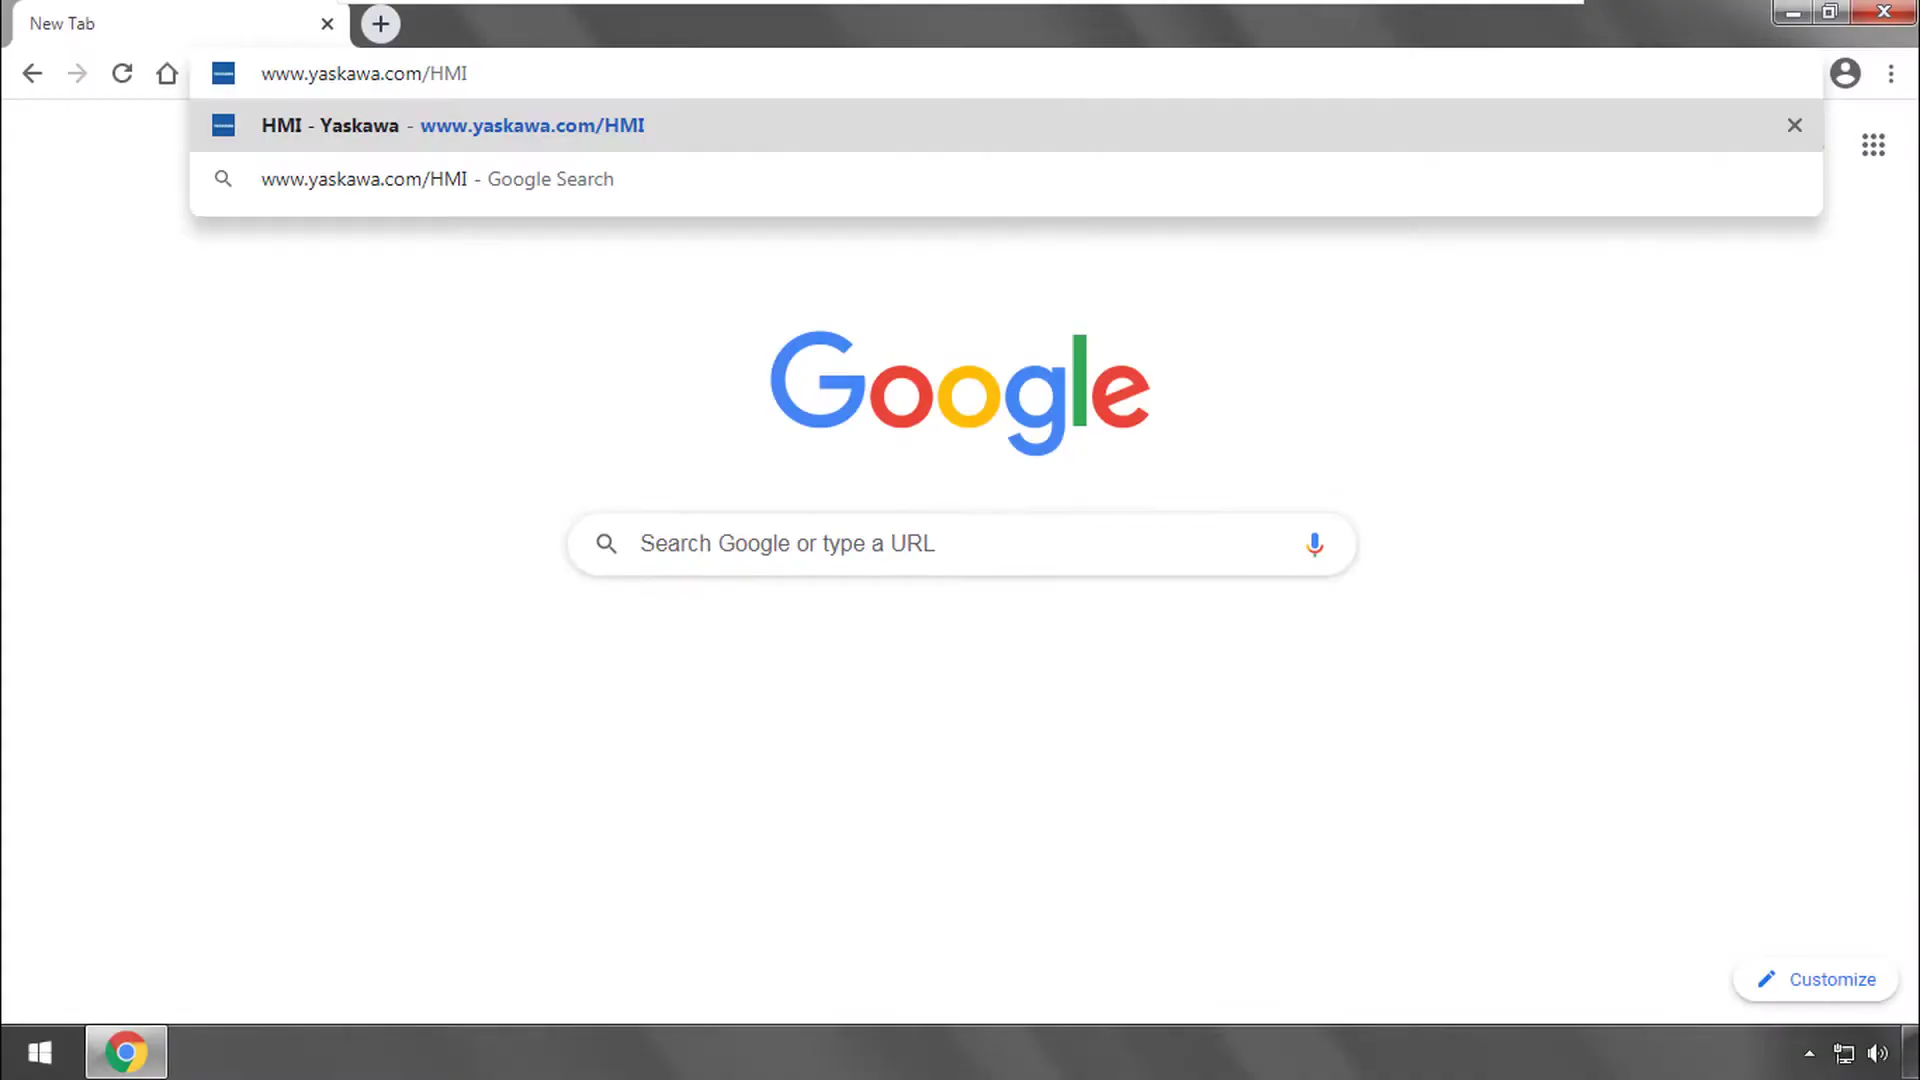 New Tab
www.yaskawa.com/HMI
HMI - Yaskawa - www.yaskawa.com/HMI
www.yaskawa.com/HMI - Google Search
Google
Search Google or type a URL
Customize